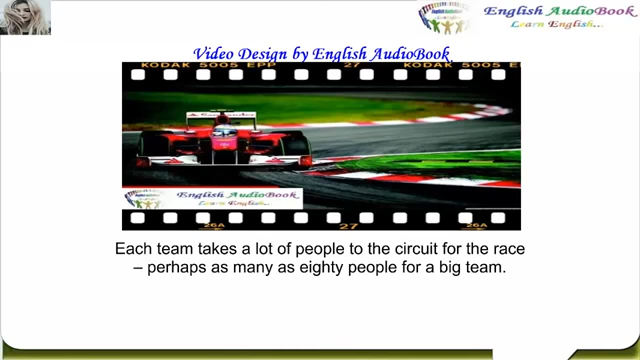 English AudioBook
Learn English...
Video Design by English AudioBook
KODAK 5005 EPP
27
KODAK 5005 E
Santander
English AudioBook
Learn English...
26A
27
26A
Each team takes a lot of people to the circuit for the race
– perhaps as many as eighty people for a big team.